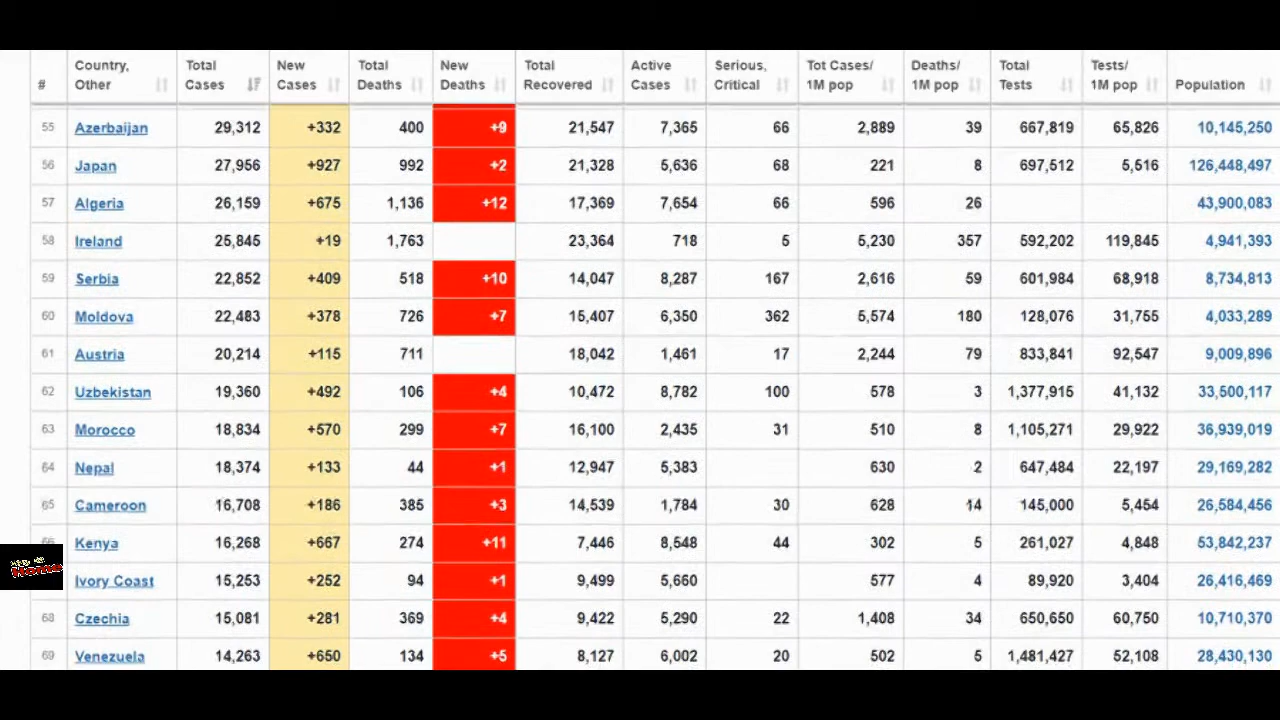 # Country, Other Total Cases New Cases Total Deaths New Deaths Total Recovered Active Cases Serious, Critical Tot Cases/ 1M pop Deaths/ 1M pop Total Tests Tests/ 1M pop Population
55 Azerbaijan 29,312 +332 400 +9 21,547 7,365 66 2,889 39 667,819 65,826 10,145,250
56 Japan 27,956 +927 992 +2 21,328 5,636 68 221 8 697,512 5,516 126,448,497
57 Algeria 26,159 +675 1,136 +12 17,369 7,654 66 596 26 43,900,083
58 Ireland 25,845 +19 1,763 23,364 718 5 5,230 357 592,202 119,845 4,941,393
59 Serbia 22,852 +409 518 +10 14,047 8,287 167 2,616 59 601,984 68,918 8,734,813
60 Moldova 22,483 +378 726 +7 15,407 6,350 362 5,574 180 128,076 31,755 4,033,289
61 Austria 20,214 +115 711 18,042 1,461 17 2,244 79 833,841 92,547 9,009,896
62 Uzbekistan 19,360 +492 106 +4 10,472 8,782 100 578 3 1,377,915 41,132 33,500,117
63 Morocco 18,834 +570 299 +7 16,100 2,435 31 510 8 1,105,271 29,922 36,939,019
64 Nepal 18,374 +133 44 +1 12,947 5,383 630 2 647,484 22,197 29,169,282
65 Cameroon 16,708 +186 385 +3 14,539 1,784 30 628 14 145,000 5,454 26,584,456
66 Kenya 16,268 +667 274 +11 7,446 8,548 44 302 5 261,027 4,848 53,842,237
Ivory Coast 15,253 +252 94 +1 9,499 5,660 577 4 89,920 3,404 26,416,469
68 Czechia 15,081 +281 369 +4 9,422 5,290 22 1,408 34 650,650 60,750 10,710,370
69 Venezuela 14,263 +650 134 +5 8,127 6,002 20 502 5 1,481,427 52,108 28,430,130